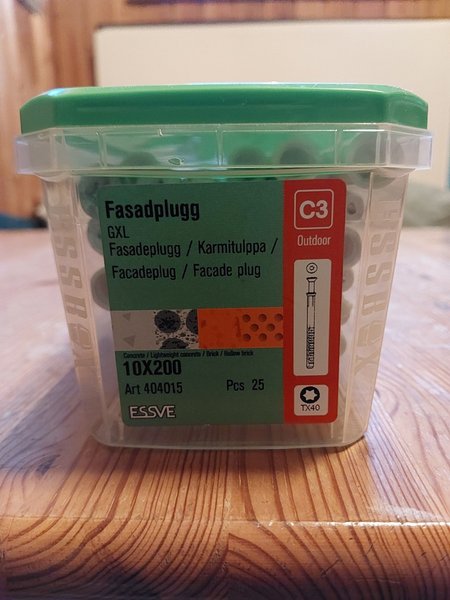 Fasadplugg
GXL
Fasadeplugg / Karmitulppa /
Facadeplug / Facade plug
Concrete / Lightweight concrete / Brick / Hollow brick
10X200
Art 404015 Pcs 25
ESSVE
C3
Outdoor
TX40
ESSBOX